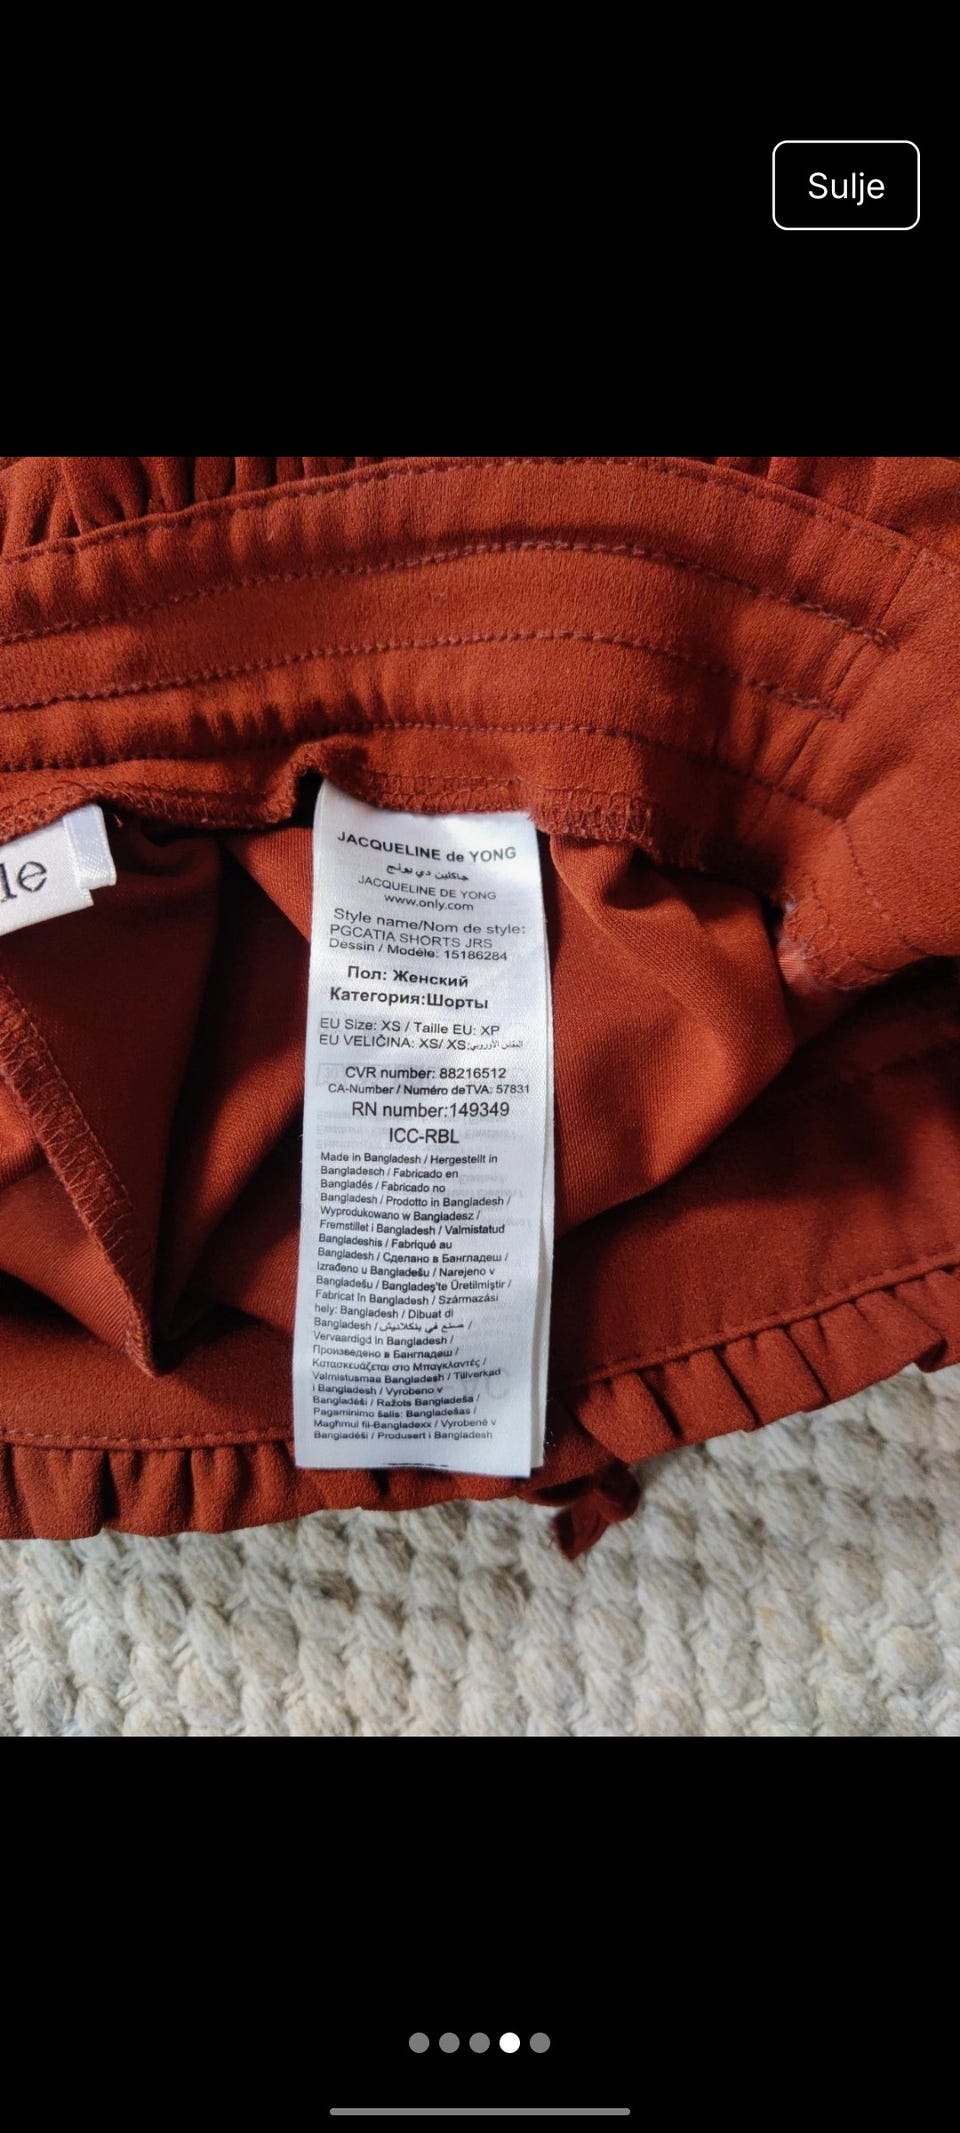 Sulje
le
JACQUELINE de YONG
جاكلين دي يونج
JACQUELINE DE YONG
www.only.com
Style name/Nom de style:
PGCATIA SHORTS JRS
Dessin / Modèle: 15186284
Пол: Женский
Категория:Шорты
EU Size: XS / Taille EU: XP
EU VELIČINA: XS/ XS:المقاس الأوروبي
CVR number: 88216512
CA-Number / Numéro deTVA: 57831
RN number:149349
ICC-RBL
Made in Bangladesh / Hergestellt in
Bangladesch / Fabricado en
Bangladés / Fabricado no
Bangladesh / Prodotto in Bangladesh /
Wyprodukowano w Bangladesz /
Fremstillet i Bangladesh / Valmistatud
Bangladeshis / Fabriqué au
Bangladesh / Сделано в Бангладеш /
Izrađeno u Bangladešu / Narejeno v
Bangladešu / Bangladeş'te Üretilmiştir /
Fabricat în Bangladesh / Származási
hely: Bangladesh / Dibuat di
Bangladesh / صنع في بنكلاديش /
Vervaardigd in Bangladesh /
Произведено в Бангладеш /
Κατασκευάζεται στο Μπαγκλαντές /
Valmistusmaa Bangladesh / Tillverkad
i Bangladesh / Vyrobeno v
Bangladéši / Ražots Bangladeša /
Pagaminimo šalis: Bangladešas /
Magħmul fil-Bangladexx / Vyrobené v
Bangladéši / Produsert i Bangladesh